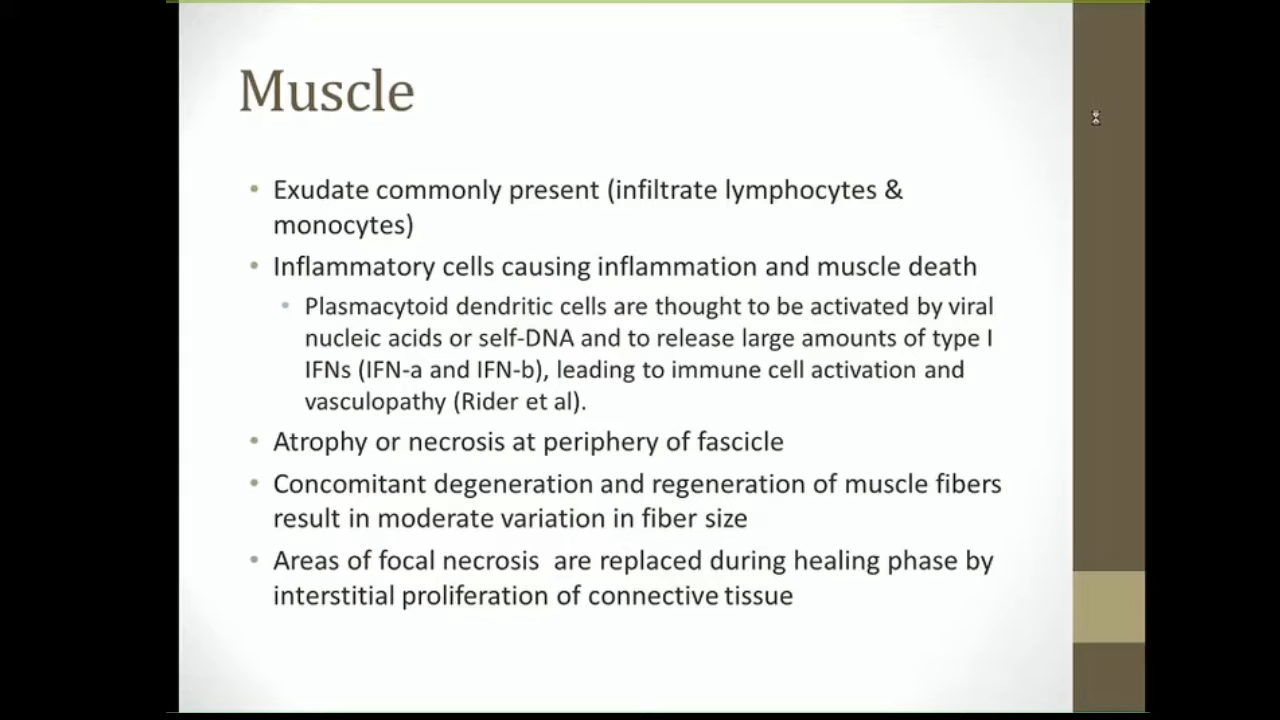 Muscle
• Exudate commonly present (infiltrate lymphocytes &
monocytes)
• Inflammatory cells causing inflammation and muscle death
• Plasmacytoid dendritic cells are thought to be activated by viral
nucleic acids or self-DNA and to release large amounts of type I
IFNs (IFN-a and IFN-b), leading to immune cell activation and
vasculopathy (Rider et al).
• Atrophy or necrosis at periphery of fascicle
• Concomitant degeneration and regeneration of muscle fibers
result in moderate variation in fiber size
• Areas of focal necrosis  are replaced during healing phase by
interstitial proliferation of connective tissue